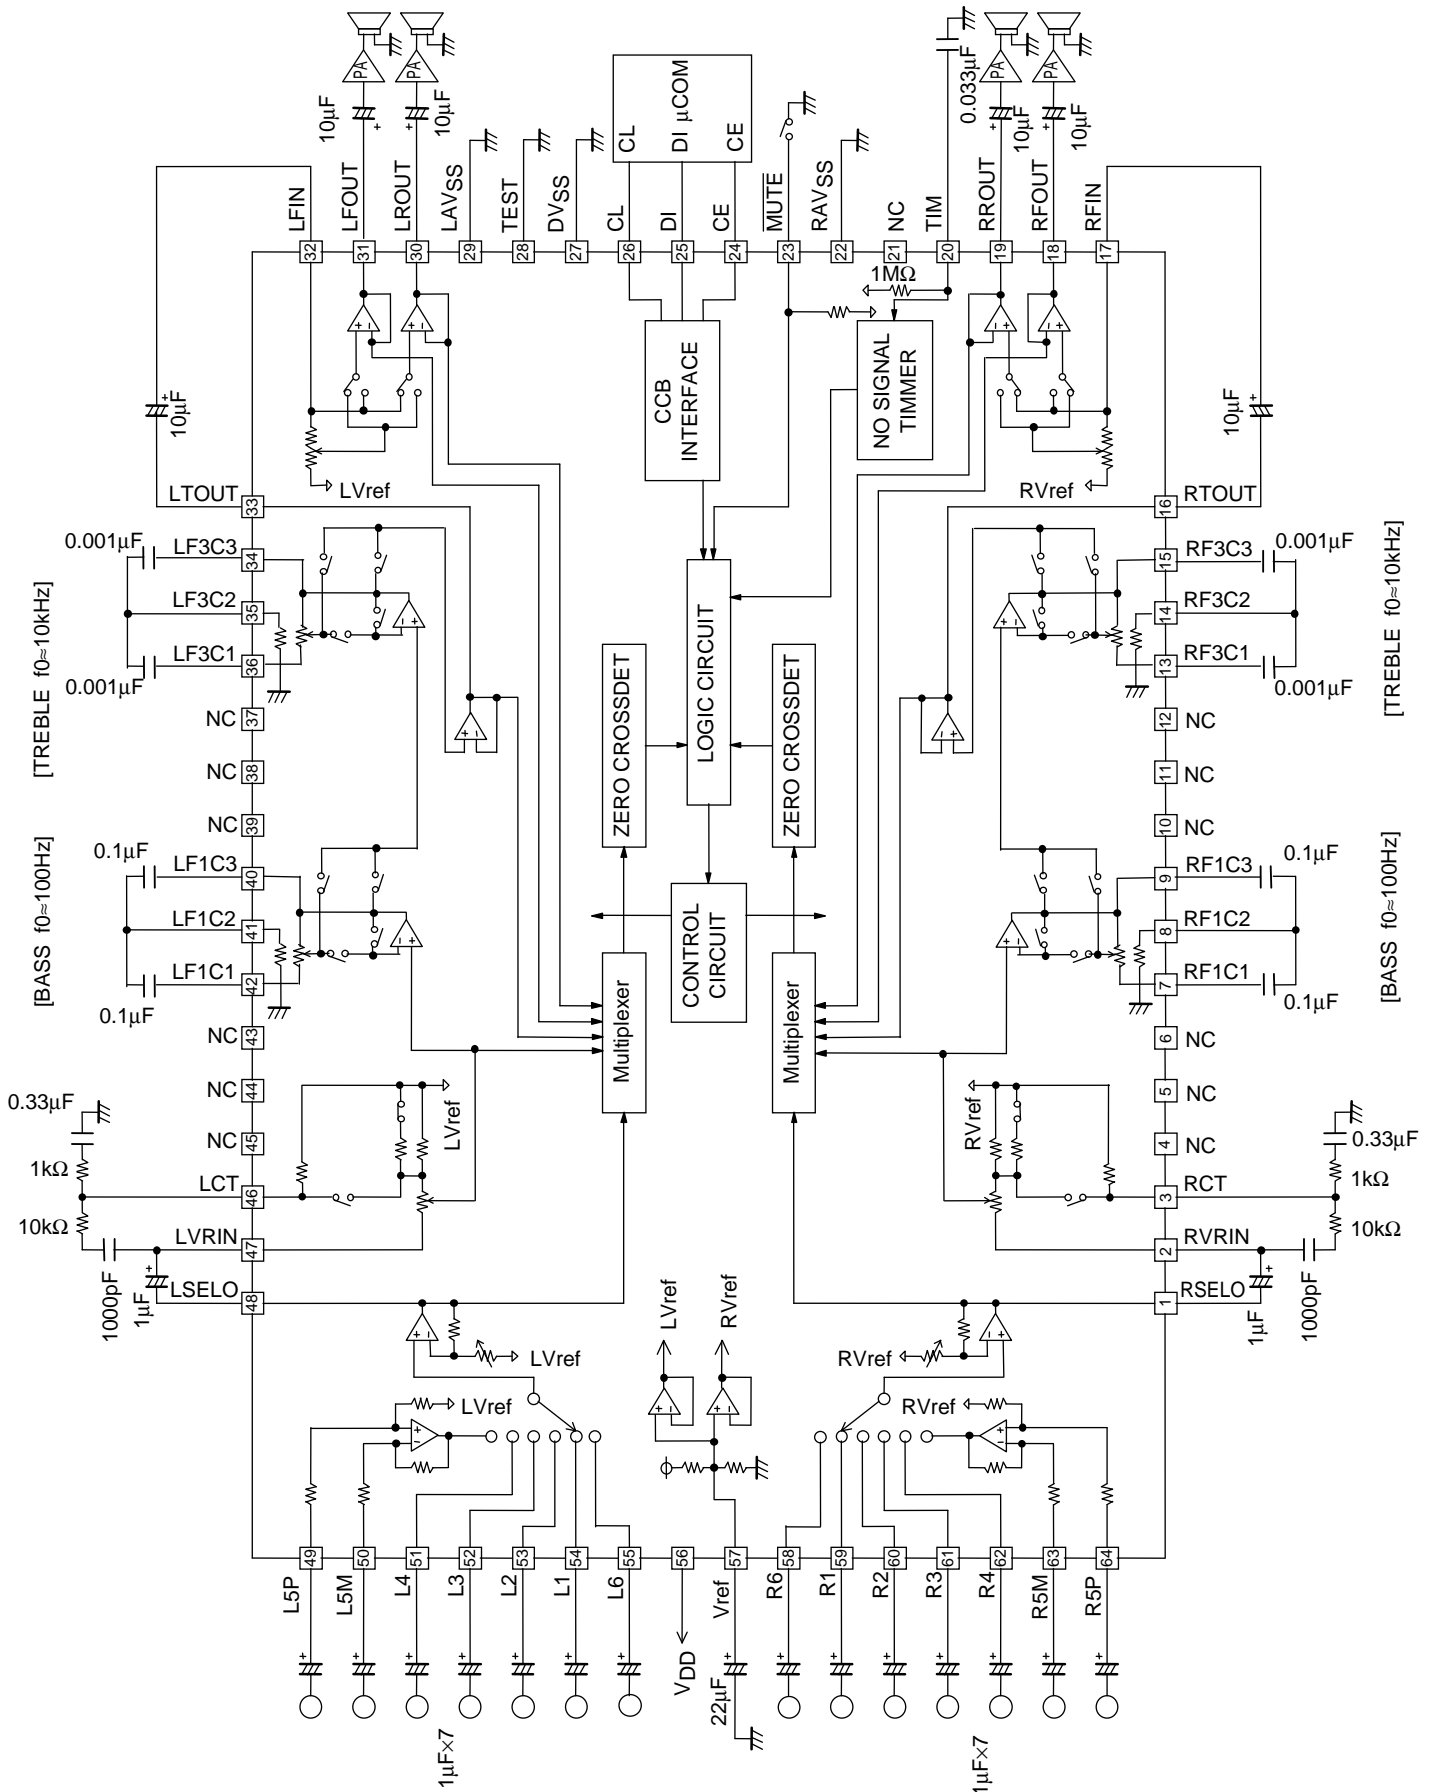 PA
PA
PA
PA
10μF
10μF
0.033μF
10μF
10μF
CL
DI μCOM
CE
LFIN
LFOUT
LROUT
LAVSS
TEST
DVSS
CL
DI
CE
MUTE
RAVSS
NC
TIM
RROUT
RFOUT
RFIN
32
31
30
29
28
27
26
25
24
23
22
21
20
19
18
17
1MΩ
CCB
INTERFACE
NO SIGNAL
TIMMER
10μF
10μF
LVref
RVref
LTOUT
33
16
RTOUT
0.001μF
LF3C3
34
15
RF3C3
0.001μF
LF3C2
35
14
RF3C2
LF3C1
36
13
RF3C1
0.001μF
0.001μF
[TREBLE f0≈10kHz]
[TREBLE f0≈10kHz]
LOGIC CIRCUIT
ZERO CROSSDET
ZERO CROSSDET
NC
37
12
NC
NC
38
11
NC
NC
39
10
NC
0.1μF
LF1C3
40
9
RF1C3
0.1μF
LF1C2
41
8
RF1C2
LF1C1
42
7
RF1C1
0.1μF
0.1μF
[BASS f0≈100Hz]
[BASS f0≈100Hz]
CONTROL
CIRCUIT
Multiplexer
Multiplexer
NC
43
6
NC
NC
44
5
NC
NC
45
4
NC
0.33μF
0.33μF
1kΩ
1kΩ
LVref
RVref
LCT
46
3
RCT
10kΩ
10kΩ
LVRIN
47
2
RVRIN
LSELO
48
1
RSELO
1000pF
1μF
1μF
1000pF
LVref
RVref
LVref
RVref
LVref
RVref
49
50
51
52
53
54
55
56
57
58
59
60
61
62
63
64
L5P
L5M
L4
L3
L2
L1
L6
VDD
Vref
R6
R1
R2
R3
R4
R5M
R5P
22μF
1μF×7
1μF×7